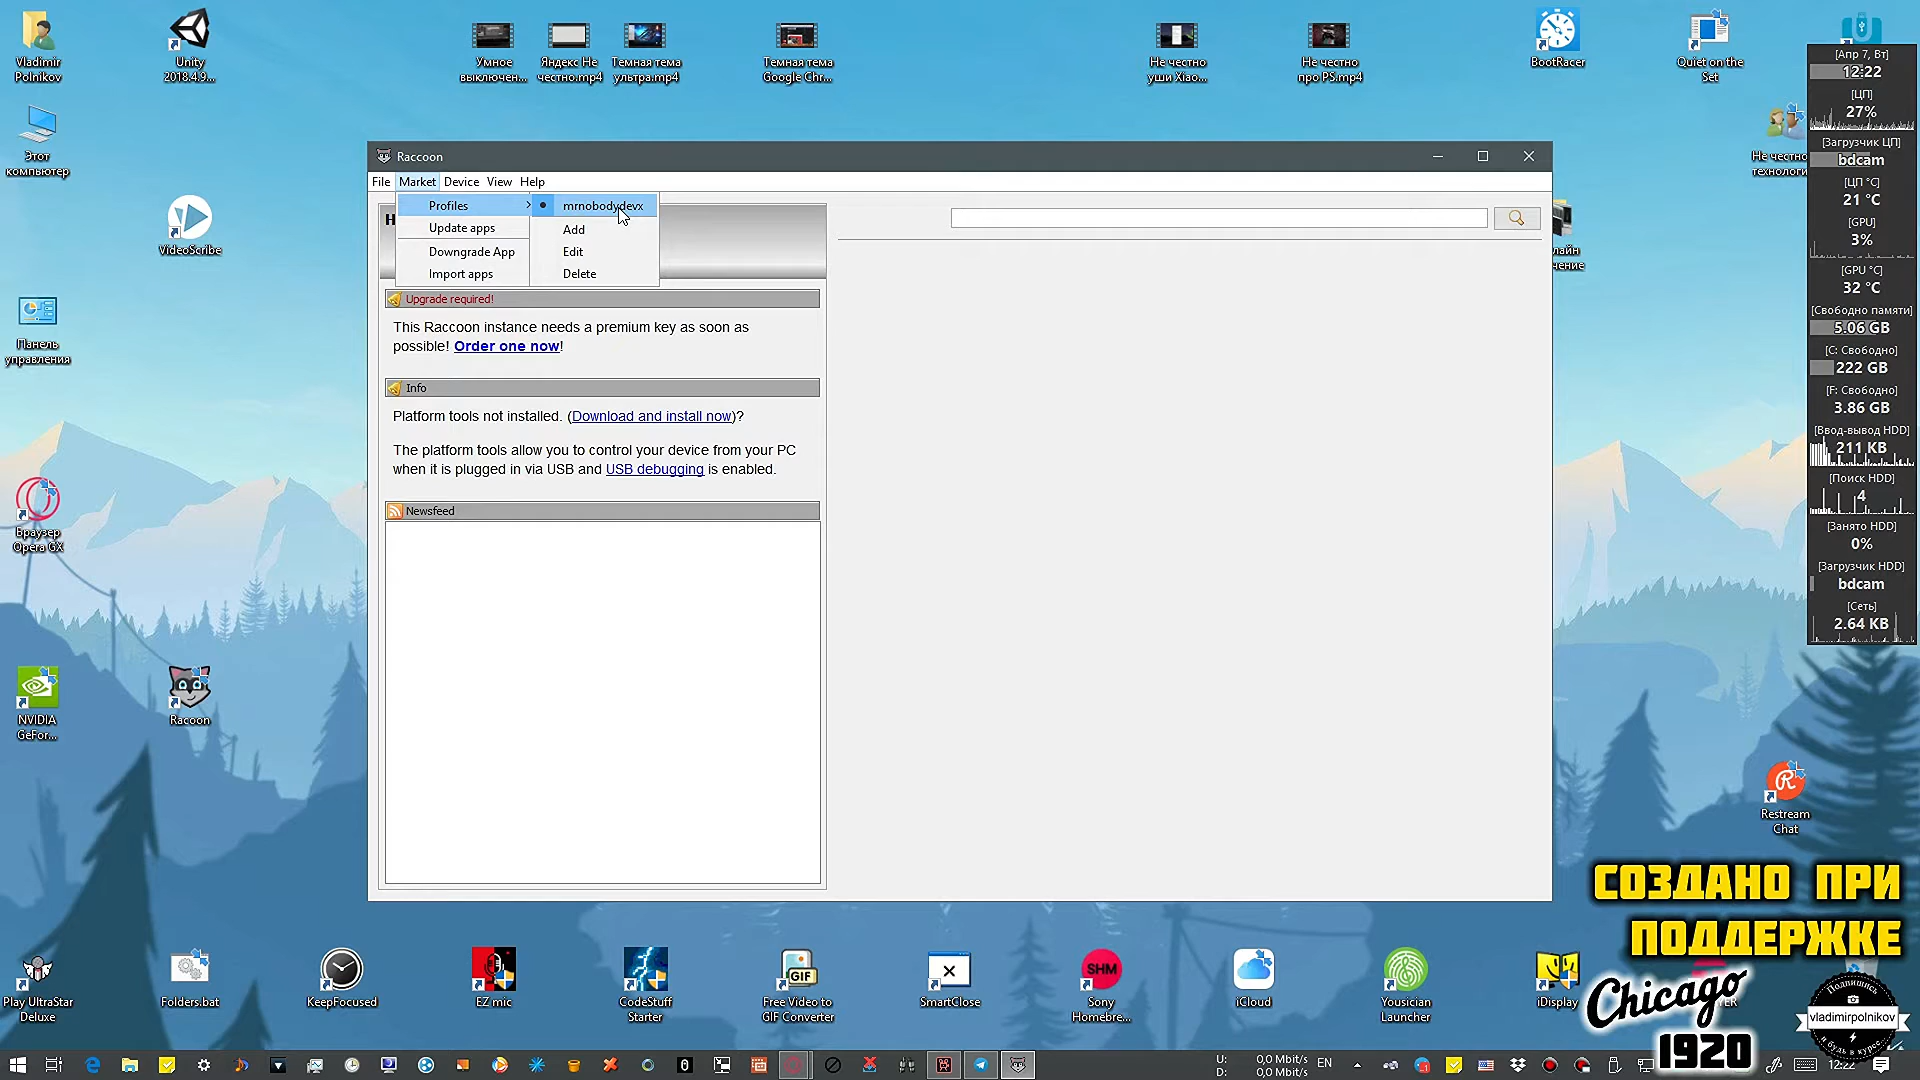 Vladimir
Polnikov
Unity
2018.4.9...
Умное
выключен...
Яндекс Не
честно.mp4
Темная тема
ультра.mp4
Темная тема
Google Chr...
Не честно
уши Xiao...
Не честно
про PS.mp4
BootRacer
Quiet on the
Set
Этот
компьютер
VideoScribe
Панель
управления
Браузер
Opera GX
NVIDIA
GeFor...
Racoon
Не честно
технологи
Raccoon
File Market Device View Help
Profiles
Update apps
Downgrade App
Import apps
mrnobodydevx
Add
Edit
Delete
Upgrade required!
This Raccoon instance needs a premium key as soon as
possible! Order one now!
Info
Platform tools not installed. (Download and install now)?
The platform tools allow you to control your device from your PC
when it is plugged in via USB and USB debugging is enabled.
Newsfeed
[Апр 7, Вт]
12:22
[ЦП]
27%
[Загрузчик ЦП]
bdcam
[ЦП °C]
21 °C
[GPU]
3%
[GPU °C]
32 °C
[Свободно памяти]
5.06 GB
[C: Свободно]
222 GB
[F: Свободно]
3.86 GB
[Ввод-вывод HDD]
211 KB
[Поиск HDD]
4
[Занято HDD]
0%
[Загрузчик HDD]
bdcam
[Сеть]
2.64 KB
Restream
Chat
СОЗДАНО ПРИ
ПОДДЕРЖКЕ
Chicago
1920
Подпишись
vladimirpolnikov
и будь в курсе
Play UltraStar
Deluxe
Folders.bat
KeepFocused
EZ mic
CodeStuff
Starter
GIF
Free Video to
GIF Converter
SmartClose
SHM
Sony
Homebre...
iCloud
Yousician
Launcher
iDisplay
U: 0,0 Mbit/s
D: 0,0 Mbit/s
EN
12:22